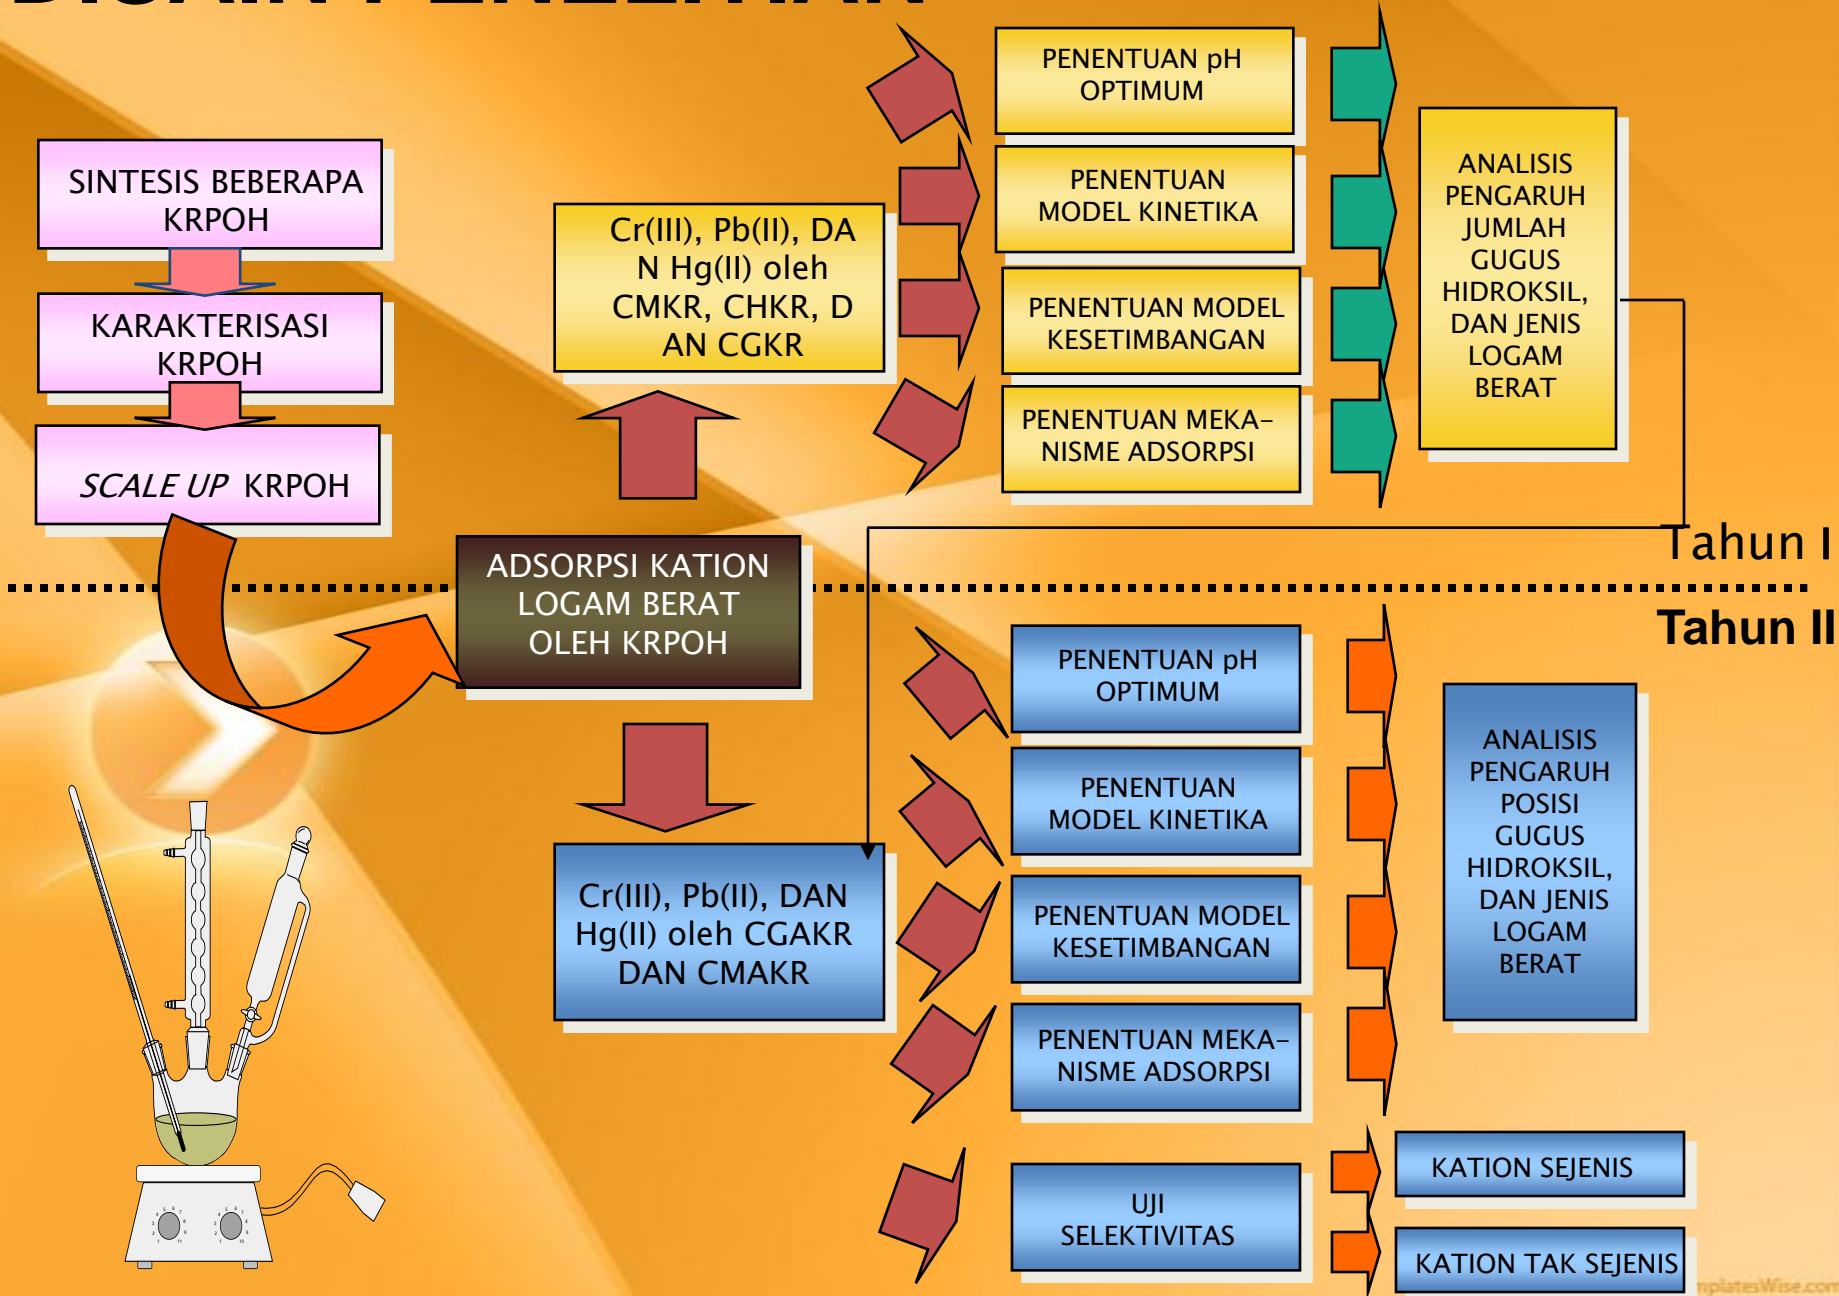 DISAIN PENELITIAN
SINTESIS BEBERAPA
KRPOH
KARAKTERISASI
KRPOH
SCALE UP KRPOH
ADSORPSI KATION
LOGAM BERAT
OLEH KRPOH
Cr(III), Pb(II), DA
N Hg(II) oleh
CMKR, CHKR, D
AN CGKR
PENENTUAN pH
OPTIMUM
PENENTUAN
MODEL KINETIKA
PENENTUAN MODEL
KESETIMBANGAN
PENENTUAN MEKA-
NISME ADSORPSI
ANALISIS
PENGARUH
JUMLAH
GUGUS
HIDROKSIL,
DAN JENIS
LOGAM
BERAT
Tahun I
Tahun II
Cr(III), Pb(II), DAN
Hg(II) oleh CGAKR
DAN CMAKR
PENENTUAN pH
OPTIMUM
PENENTUAN
MODEL KINETIKA
PENENTUAN MODEL
KESETIMBANGAN
PENENTUAN MEKA-
NISME ADSORPSI
UJI
SELEKTIVITAS
ANALISIS
PENGARUH
POSISI
GUGUS
HIDROKSIL,
DAN JENIS
LOGAM
BERAT
KATION SEJENIS
KATION TAK SEJENIS